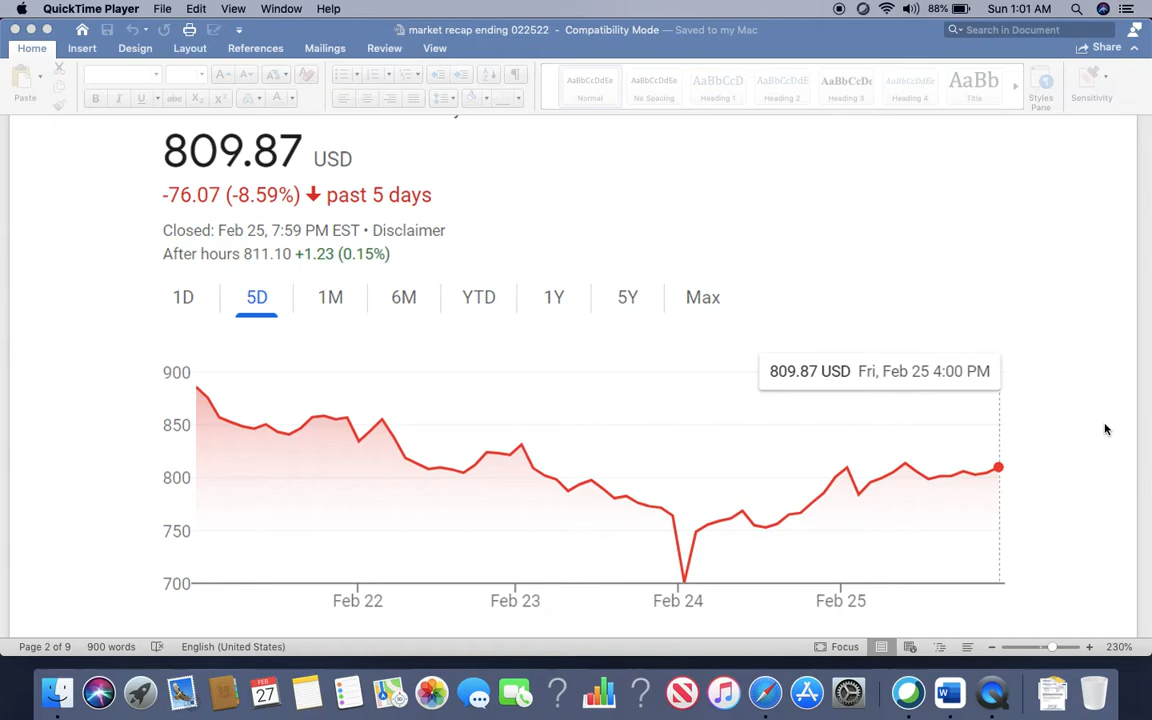 QuickTime Player File Edit View Window Help 88% Sun 1:01 AM
market recap ending 022522 - Compatibility Mode — Saved to my Mac
Search in Document
Home Insert Design Layout References Mailings Review View Share
Paste
AaBbCcDdEe AaBbCcDdEe AaBbCcD AaBbCcDdE AaBbCcDc AaBbCcDdEe AaBb
Normal No Spacing Heading 1 Heading 2 Heading 3 Heading 4 Title
Styles Pane
Sensitivity
809.87 USD
-76.07 (-8.59%) past 5 days
Closed: Feb 25, 7:59 PM EST • Disclaimer
After hours 811.10 +1.23 (0.15%)
1D 5D 1M 6M YTD 1Y 5Y Max
809.87 USD Fri, Feb 25 4:00 PM
900
850
800
750
700
Feb 22 Feb 23 Feb 24 Feb 25
Page 2 of 9 900 words English (United States) Focus 230%
FEB
27